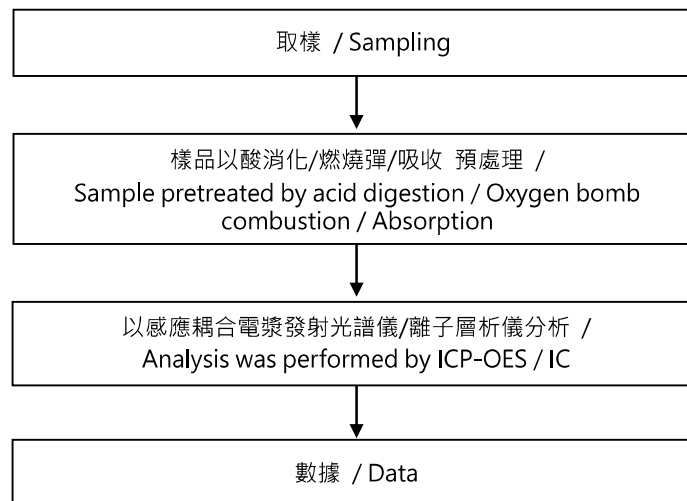 取樣 / Sampling
樣品以酸消化/燃燒彈/吸收 預處理 /
Sample pretreated by acid digestion / Oxygen bomb
combustion / Absorption
以感應耦合電漿發射光譜儀/離子層析儀分析 /
Analysis was performed by ICP-OES / IC
數據 / Data